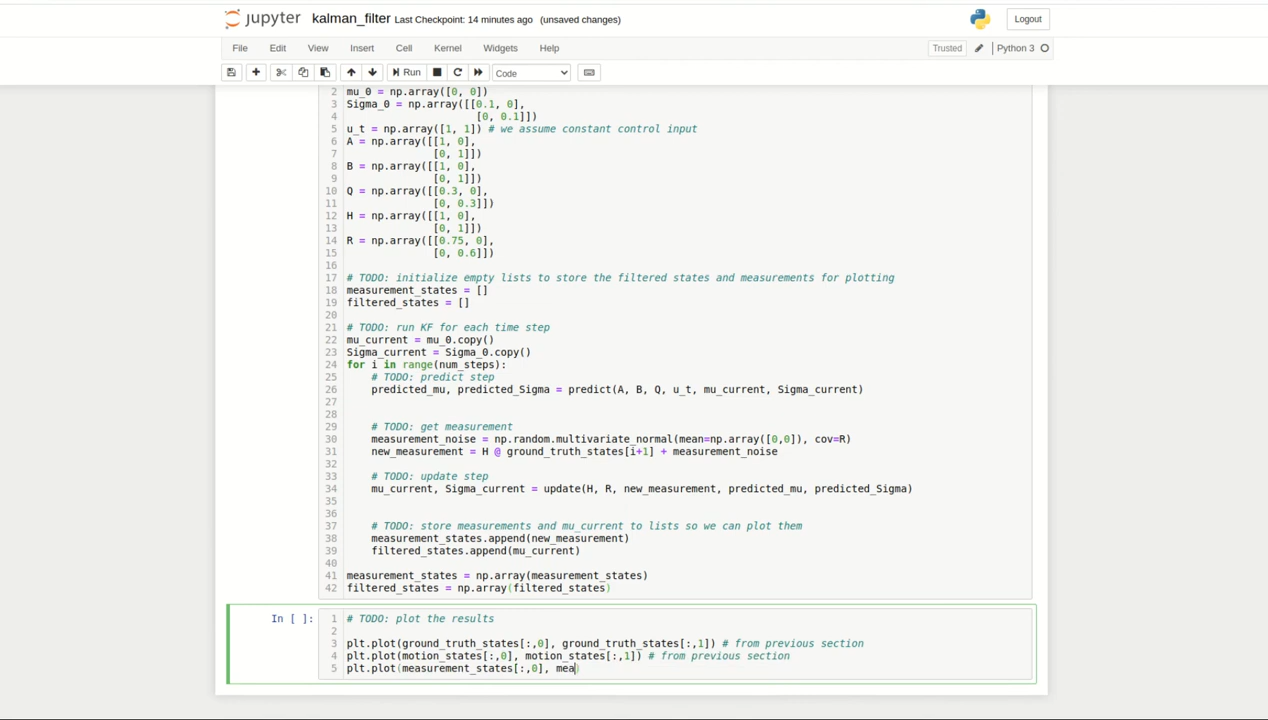 jupyter kalman_filter Last Checkpoint: 14 minutes ago (unsaved changes) Logout
File Edit View Insert Cell Kernel Widgets Help Trusted Python 3
Run Code
2 mu_0 = np.array([0, 0])
3 Sigma_0 = np.array([[0.1, 0],
4 [0, 0.1]])
5 u_t = np.array([1, 1]) # we assume constant control input
6 A = np.array([[1, 0],
7 [0, 1]])
8 B = np.array([[1, 0],
9 [0, 1]])
10 Q = np.array([[0.3, 0],
11 [0, 0.3]])
12 H = np.array([[1, 0],
13 [0, 1]])
14 R = np.array([[0.75, 0],
15 [0, 0.6]])
16
17 # TODO: initialize empty lists to store the filtered states and measurements for plotting
18 measurement_states = []
19 filtered_states = []
20
21 # TODO: run KF for each time step
22 mu_current = mu_0.copy()
23 Sigma_current = Sigma_0.copy()
24 for i in range(num_steps):
25 # TODO: predict step
26 predicted_mu, predicted_Sigma = predict(A, B, Q, u_t, mu_current, Sigma_current)
27
28
29 # TODO: get measurement
30 measurement_noise = np.random.multivariate_normal(mean=np.array([0,0]), cov=R)
31 new_measurement = H @ ground_truth_states[i+1] + measurement_noise
32
33 # TODO: update step
34 mu_current, Sigma_current = update(H, R, new_measurement, predicted_mu, predicted_Sigma)
35
36
37 # TODO: store measurements and mu_current to lists so we can plot them
38 measurement_states.append(new_measurement)
39 filtered_states.append(mu_current)
40
41 measurement_states = np.array(measurement_states)
42 filtered_states = np.array(filtered_states)
In [ ]: 1 # TODO: plot the results
2
3 plt.plot(ground_truth_states[:,0], ground_truth_states[:,1]) # from previous section
4 plt.plot(motion_states[:,0], motion_states[:,1]) # from previous section
5 plt.plot(measurement_states[:,0], mea)